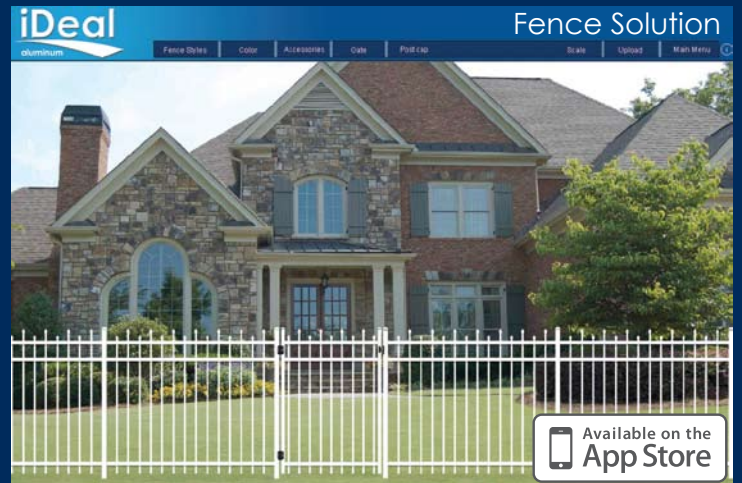 iDeal
aluminum
Fence Solution
Fence Styles
Color
Accessories
Gate
Post cap
Scale
Upload
Main Menu
Available on the
App Store